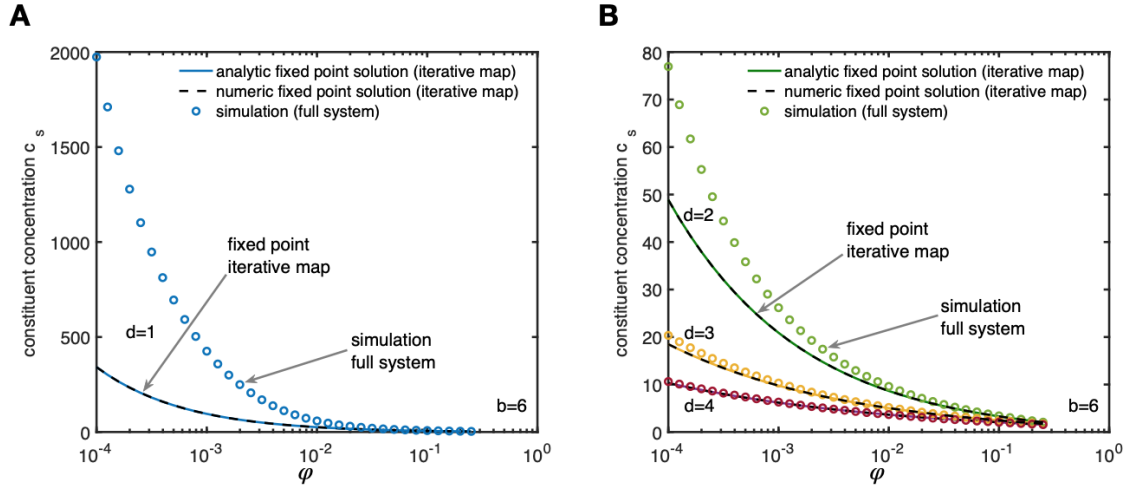 A
constituent concentration c s
2000
1500
1000
500
0
analytic fixed point solution (iterative map)
numeric fixed point solution (iterative map)
simulation (full system)
fixed point
iterative map
d=1
simulation
full system
b=6
10-4
10-3
10-2
10-1
100
φ
B
constituent concentration c s
80
70
60
50
40
30
20
10
0
analytic fixed point solution (iterative map)
numeric fixed point solution (iterative map)
simulation (full system)
d=2
fixed point
iterative map
simulation
full system
d=3
d=4
b=6
10-4
10-3
10-2
10-1
100
φ